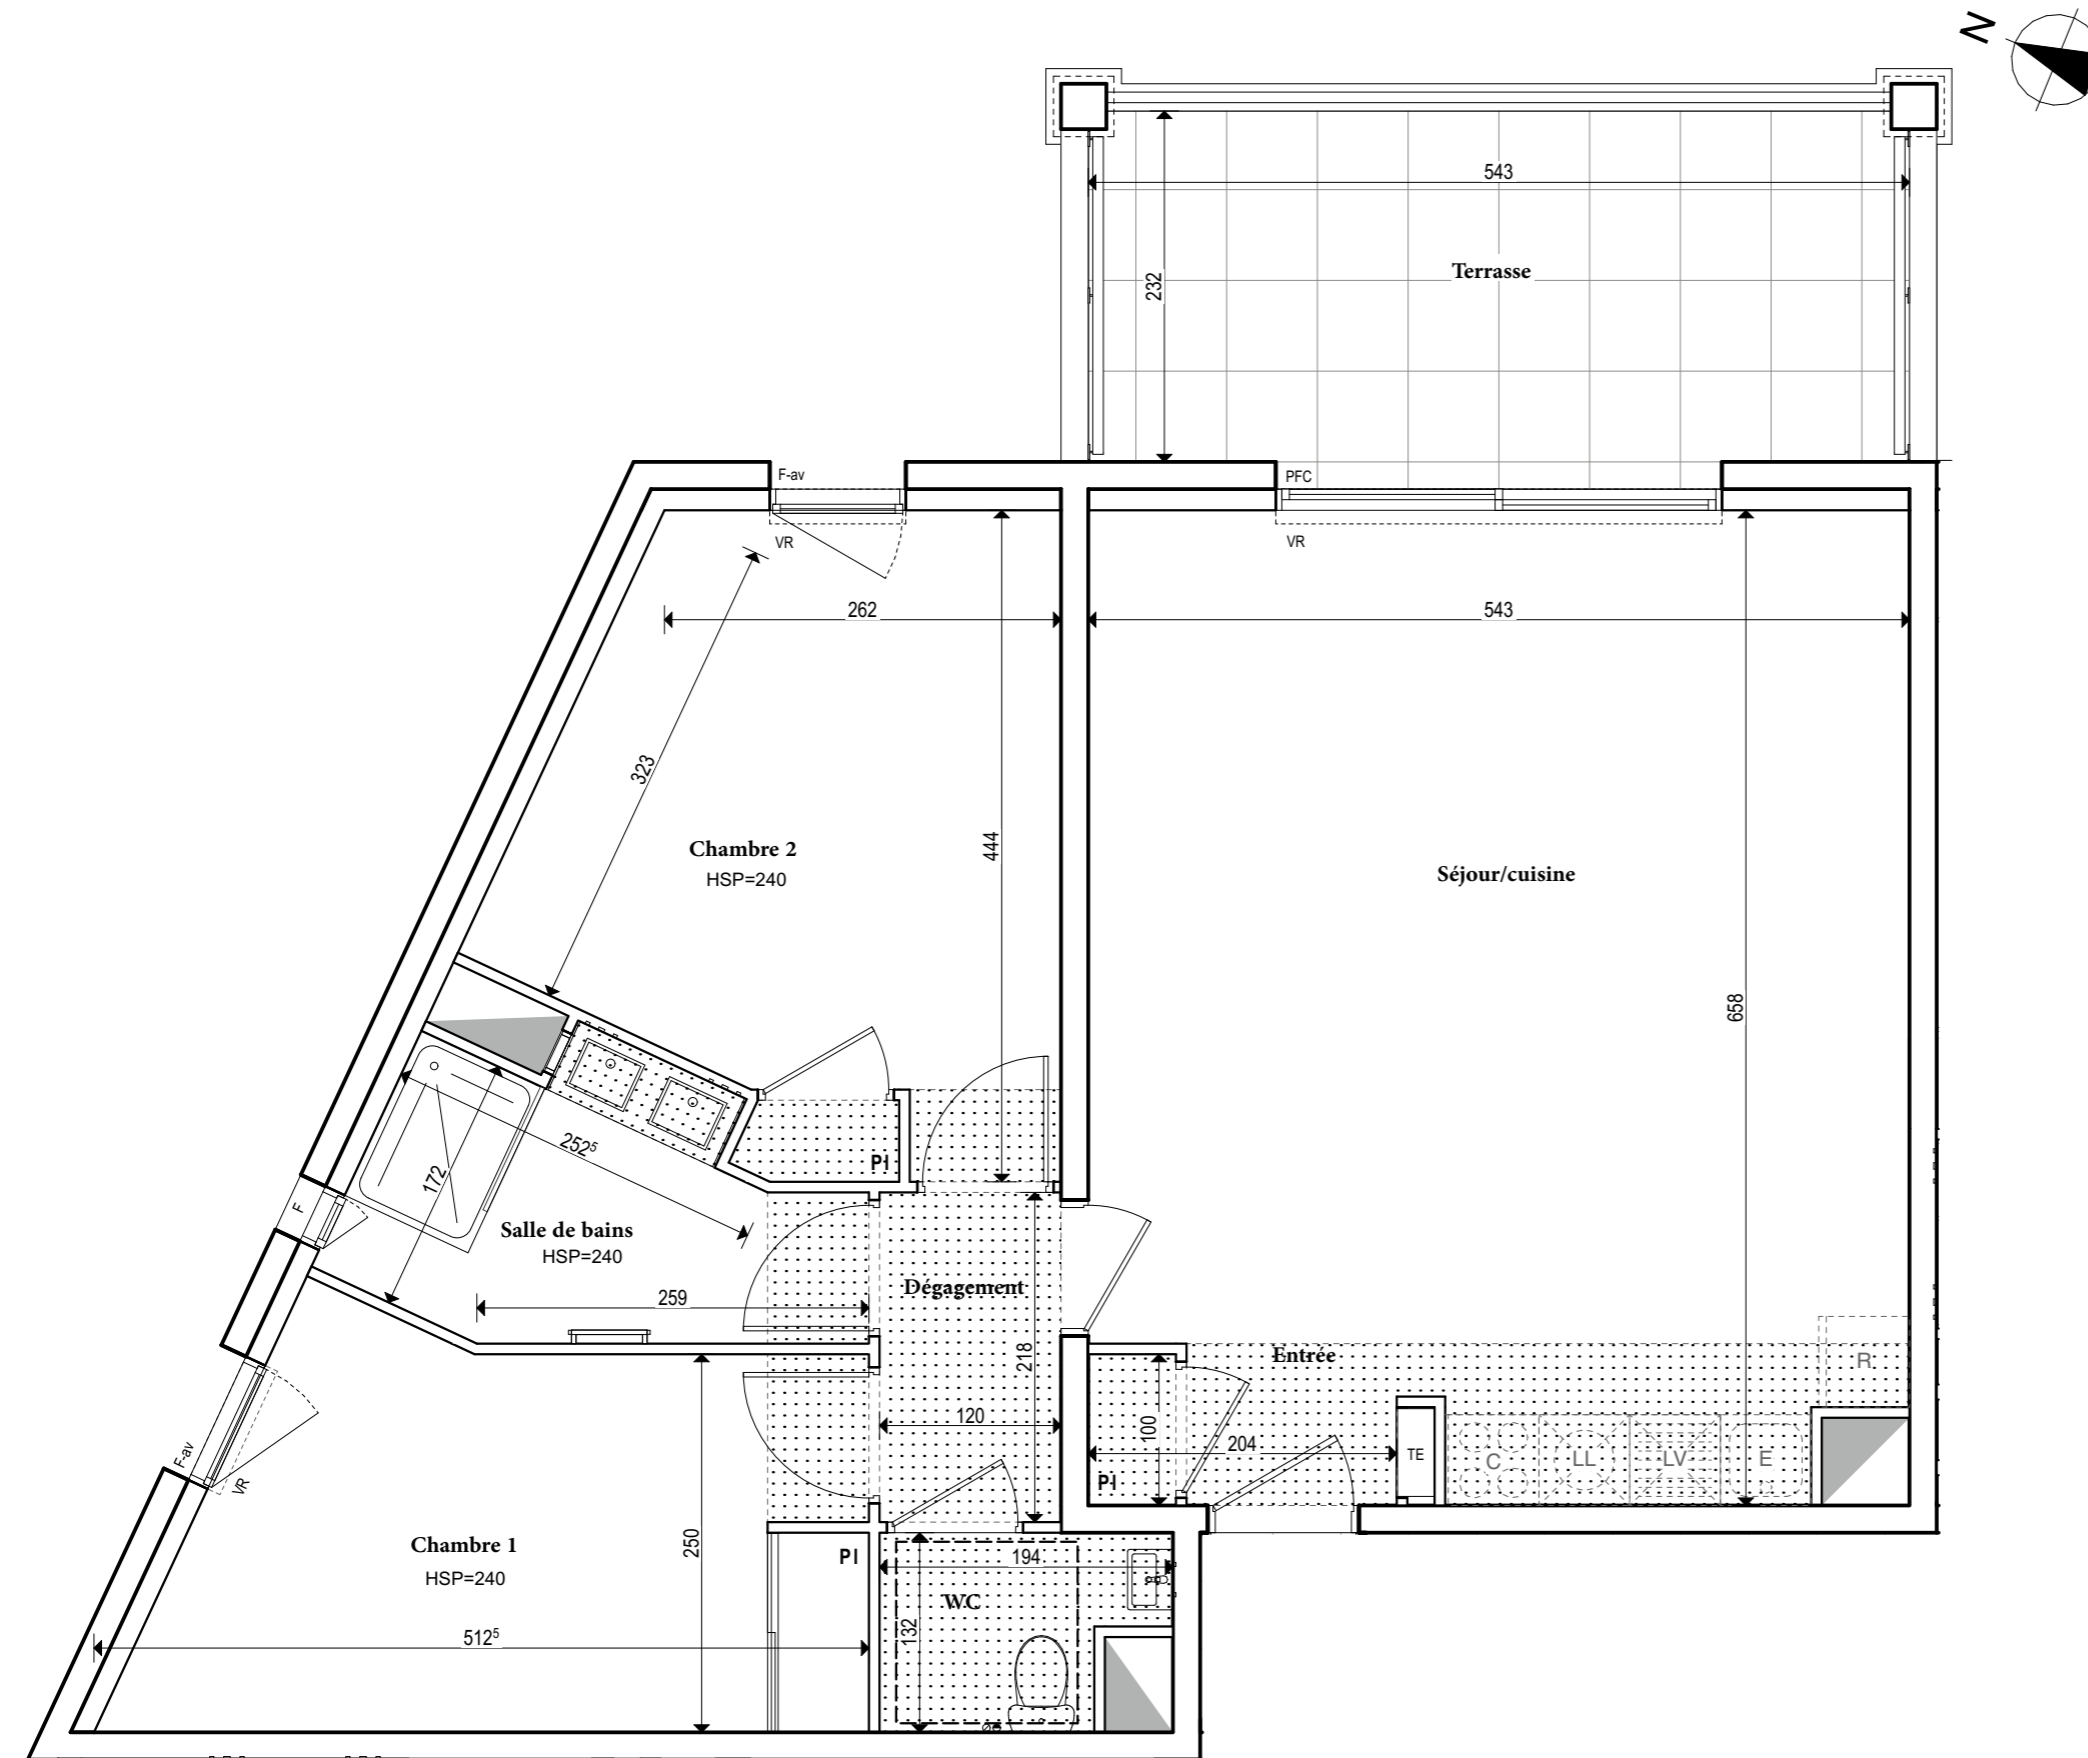 N
543
232
Terrasse
F-av
PFC
VR
VR
262
543
323
444
658
Chambre 2
HSP=240
Séjour/cuisine
252⁵
172
PI
F
Salle de bains
HSP=240
259
Dégagement
218
Entrée
R
120
100
204
TE
C
LL
LV
E
PI
F-av
VR
Chambre 1
HSP=240
250
PI
194
WC
132
512⁵